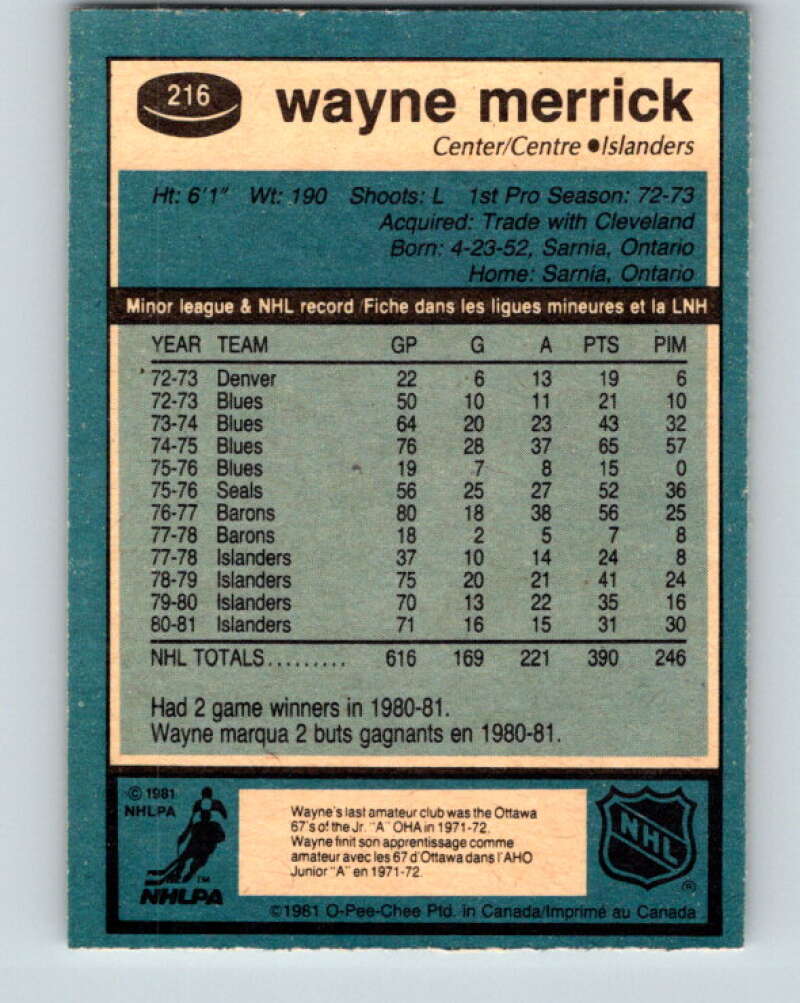 216
wayne merrick
Center/Centre •Islanders
Ht: 6'1" Wt: 190 Shoots: L 1st Pro Season: 72-73
Acquired: Trade with Cleveland
Born: 4-23-52, Sarnia, Ontario
Home: Sarnia, Ontario
Minor league & NHL record/Fiche dans les ligues mineures et la LNH
YEAR TEAM GP G A PTS PIM
72-73 Denver 22 6 13 19 6
72-73 Blues 50 10 11 21 10
73-74 Blues 64 20 23 43 32
74-75 Blues 76 28 37 65 57
75-76 Blues 19 7 8 15 0
75-76 Seals 56 25 27 52 36
76-77 Barons 80 18 38 56 25
77-78 Barons 18 2 5 7 8
77-78 Islanders 37 10 14 24 8
78-79 Islanders 75 20 21 41 24
79-80 Islanders 70 13 22 35 16
80-81 Islanders 71 16 15 31 30
NHL TOTALS......... 616 169 221 390 246
Had 2 game winners in 1980-81.
Wayne marqua 2 buts gagnants en 1980-81.
© 1981
NHLPA
NHLPA
TM
Wayne's last amateur club was the Ottawa
67's of the Jr. "A" OHA in 1971-72.
Wayne finit son apprentissage comme
amateur avec les 67 d'Ottawa dans l'AHO
Junior "A" en 1971-72.
NHL
®
©1981 O-Pee-Chee Ptd. in Canada/Imprimé au Canada